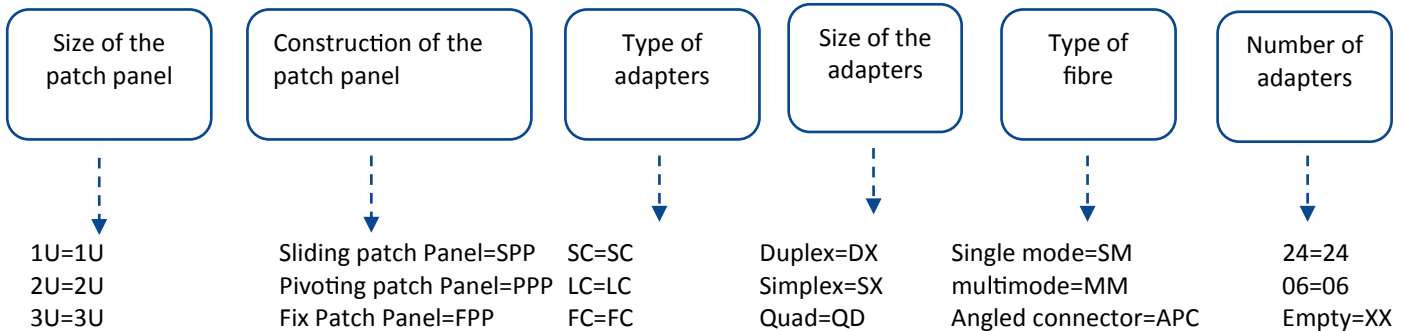 Size of the
patch panel
Construction of the
patch panel
Type of
adapters
Size of the
adapters
Type of
fibre
Number of
adapters
1U=1U
2U=2U
3U=3U
Sliding patch Panel=SPP
Pivoting patch Panel=PPP
Fix Patch Panel=FPP
SC=SC
LC=LC
FC=FC
Duplex=DX
Simplex=SX
Quad=QD
Single mode=SM
multimode=MM
Angled connector=APC
24=24
06=06
Empty=XX